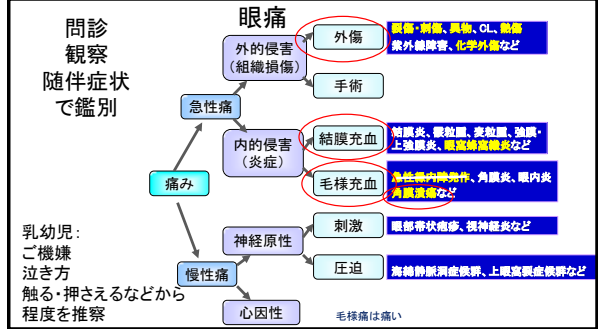 眼痛
問診
観察
随伴症状
で鑑別
外的侵害
(組織損傷)
外傷
裂傷・刺傷、異物、CL、熱傷
紫外線障害、化学外傷など
手術
急性痛
内的侵害
(炎症)
結膜充血
結膜炎、霰粒腫、麦粒腫、強膜・
上強膜炎、眼窩蜂窩織炎など
毛様充血
急性緑内障発作、角膜炎、眼内炎
角膜潰瘍など
痛み
神経原性
刺激
眼部帯状疱疹、視神経炎など
圧迫
海綿静脈洞症候群、上眼窩裂症候群など
慢性痛
心因性
乳幼児:
ご機嫌
泣き方
触る・押さえるなどから
程度を推察
毛様痛は痛い